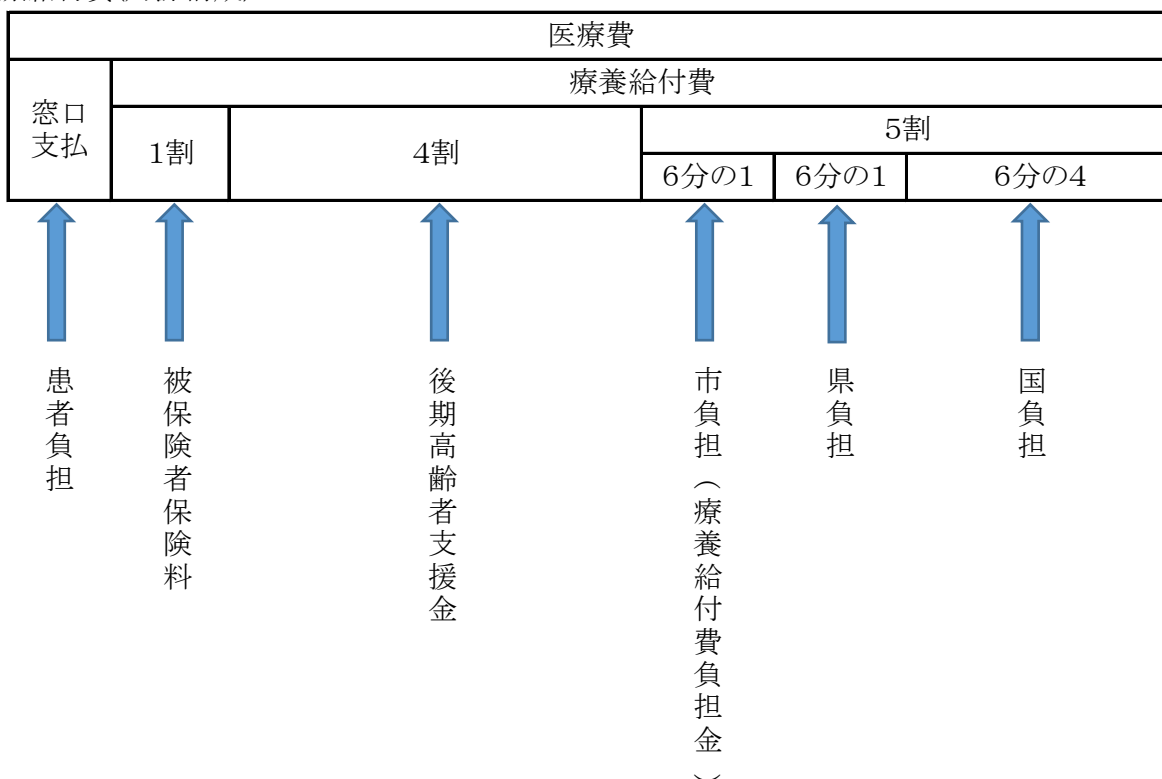 医療費
療養給付費
窓口
支払
1割
4割
5割
6分の1
6分の1
6分の4
患者負担
被保険者保険料
後期高齢者支援金
市負担（療養給付費負担金）
県負担
国負担